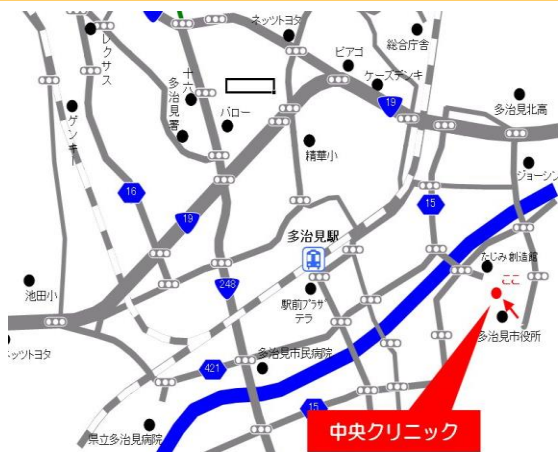 ネッツトヨタ
総合庁舎
レクサス
ピアゴ
ケーズデンキ
十六
多治見署
バロー
19
多治見北高
ゲンキー
精華小
ジョーシン
16
15
19
多治見駅
たじみ創造館
ここ
248
池田小
駅前プラザ
テラ
多治見市役所
ネッツトヨタ
多治見市民病院
421
15
県立多治見病院
中央クリニック